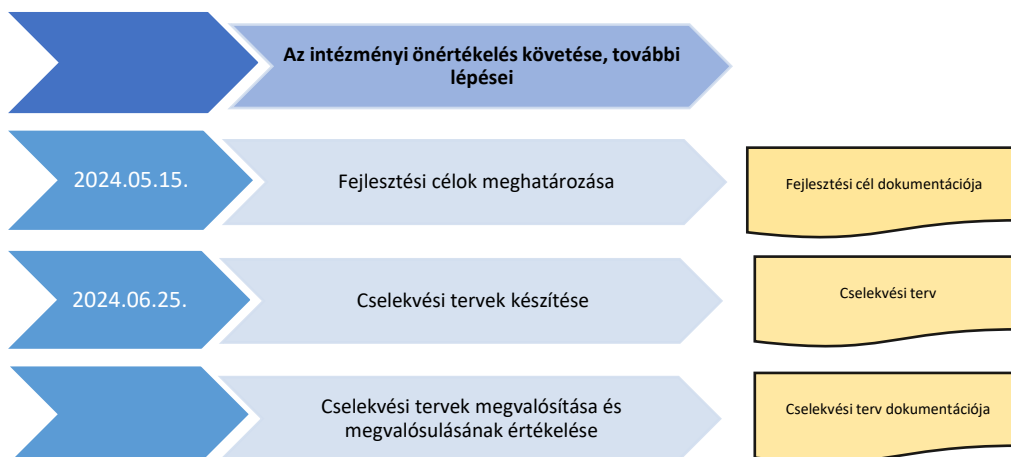 Az intézményi önértékelés követése, további
lépései
2024.05.15.
Fejlesztési célok meghatározása
Fejlesztési cél dokumentációja
2024.06.25.
Cselekvési tervek készítése
Cselekvési terv
Cselekvési tervek megvalósítása és
megvalósulásának értékelése
Cselekvési terv dokumentációja